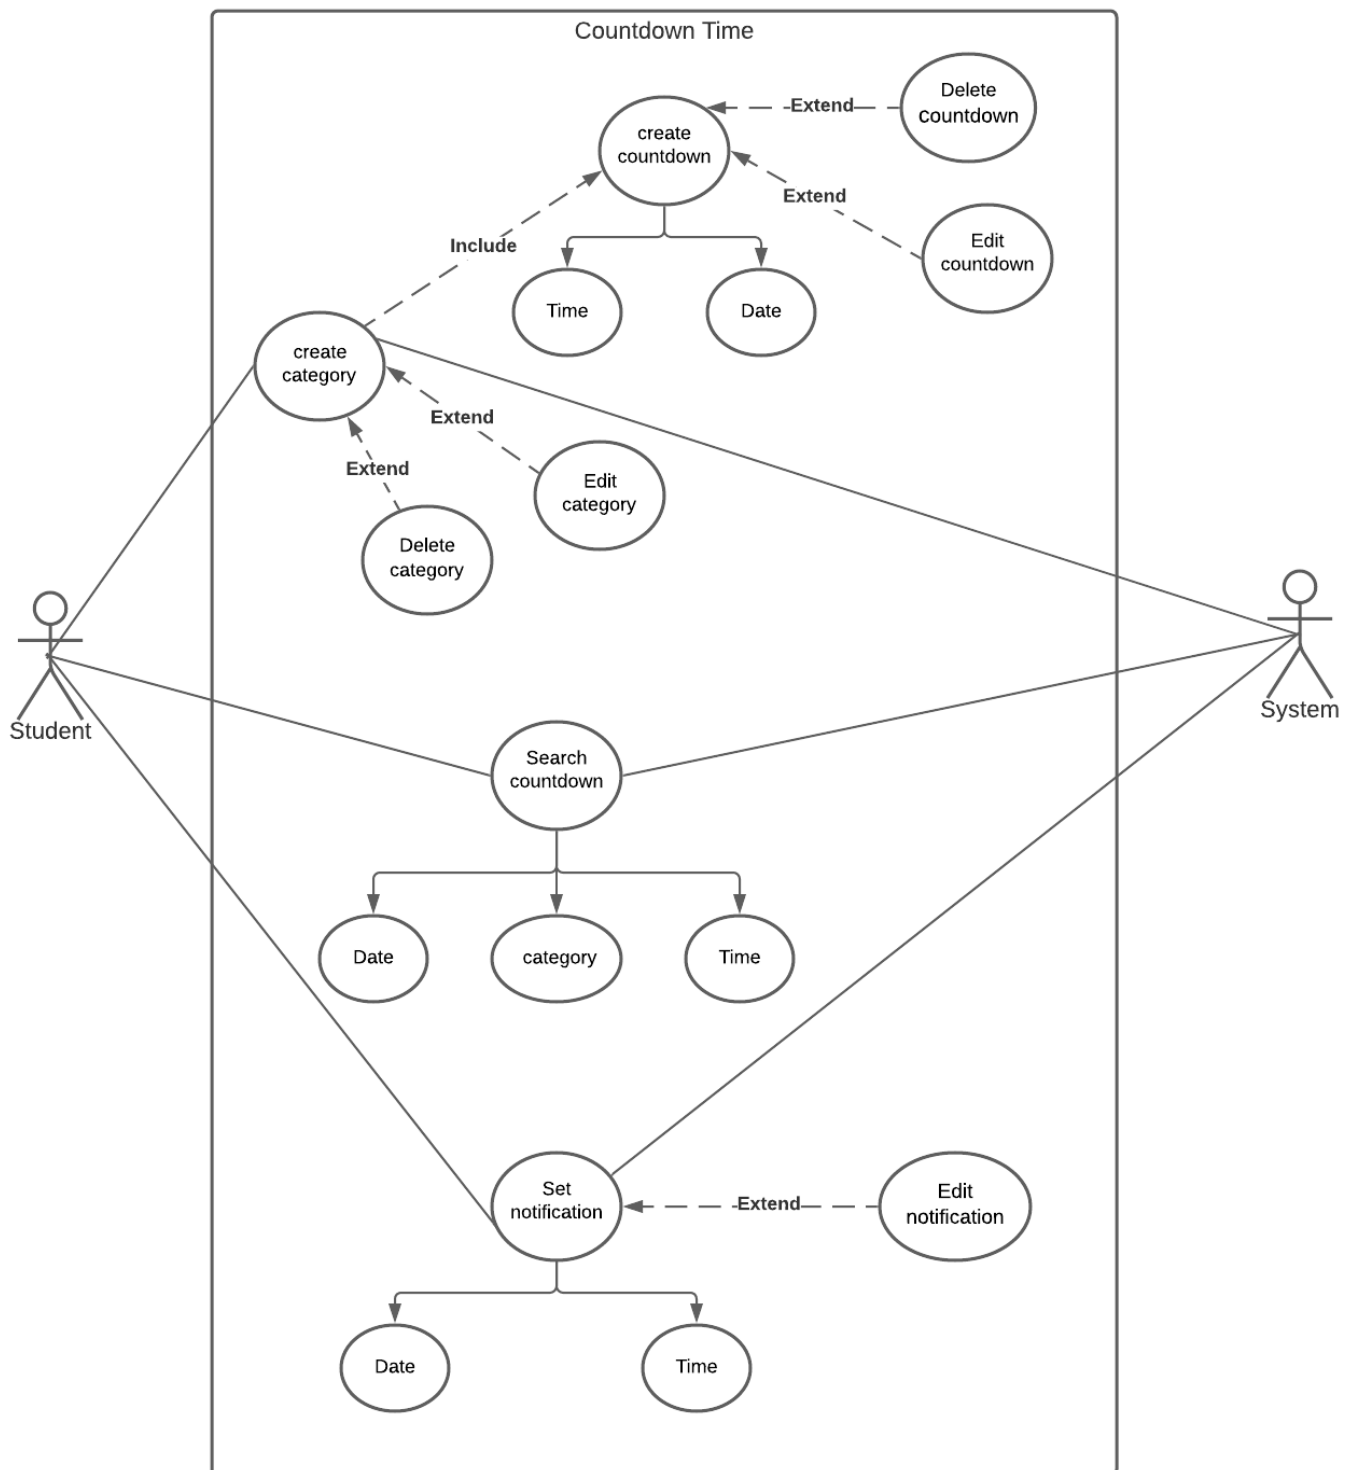 Countdown Time
Delete
countdown
Extend
create
countdown
Extend
Edit
countdown
Include
Time
Date
create
category
Extend
Extend
Edit
category
Delete
category
Student
System
Search
countdown
Date
category
Time
Set
notification
Extend
Edit
notification
Date
Time